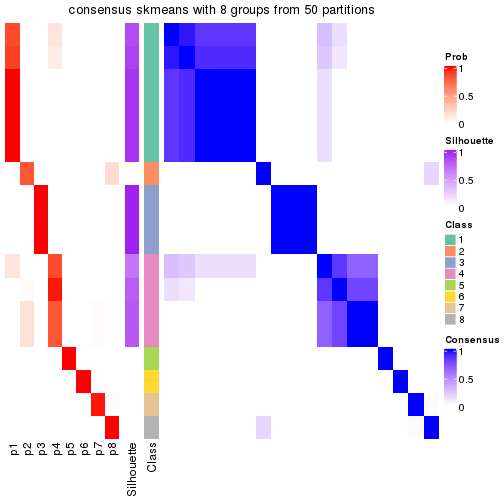 consensus skmeans with 8 groups from 50 partitions
Prob
1
0.5
0
Silhouette
1
0.5
0
Class
1
2
3
4
5
6
7
8
Consensus
1
0.5
0
p1
p2
p3
p4
p5
p6
p7
p8
Silhouette
Class